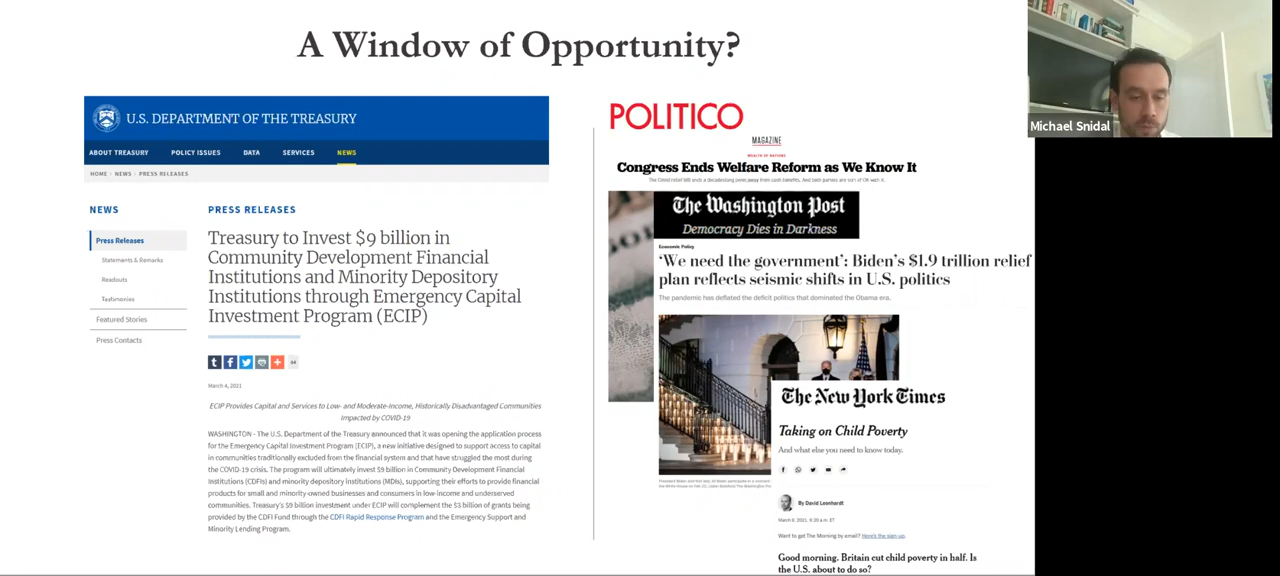 A Window of Opportunity?
Michael Snidal
U.S. DEPARTMENT OF THE TREASURY
ABOUT TREASURY POLICY ISSUES DATA SERVICES NEWS
HOME › NEWS › PRESS RELEASES
NEWS
Press Releases
Statements & Remarks
Readouts
Testimonies
Featured Stories
Press Contacts
PRESS RELEASES
Treasury to Invest $9 billion in
Community Development Financial
Institutions and Minority Depository
Institutions through Emergency Capital
Investment Program (ECIP)
March 4, 2021
ECIP Provides Capital and Services to Low- and Moderate-Income, Historically Disadvantaged Communities
Impacted by COVID-19
WASHINGTON - The U.S. Department of the Treasury announced that it was opening the application process
for the Emergency Capital Investment Program (ECIP), a new initiative designed to support access to capital
in communities traditionally excluded from the financial system and that have struggled the most during
the COVID-19 crisis. The program will ultimately invest $9 billion in Community Development Financial
Institutions (CDFIs) and minority depository institutions (MDIs), supporting their efforts to provide financial
products for small and minority-owned businesses and consumers in low-income and underserved
communities. Treasury's $9 billion investment under ECIP will complement the $3 billion of grants being
provided by the CDFI Fund through the CDFI Rapid Response Program and the Emergency Support and
Minority Lending Program.
POLITICO
MAGAZINE
WEALTH OF NATIONS
Congress Ends Welfare Reform as We Know It
The Washington Post
Democracy Dies in Darkness
Economic Policy
‘We need the government’: Biden’s $1.9 trillion relief
plan reflects seismic shifts in U.S. politics
The pandemic has deflated the deficit politics that dominated the Obama era.
The New York Times
Taking on Child Poverty
And what else you need to know today.
By David Leonhardt
March 8, 2021, 6:20 a.m. ET
Want to get The Morning by email? Here's the sign-up.
Good morning. Britain cut child poverty in half. Is
the U.S. about to do so?